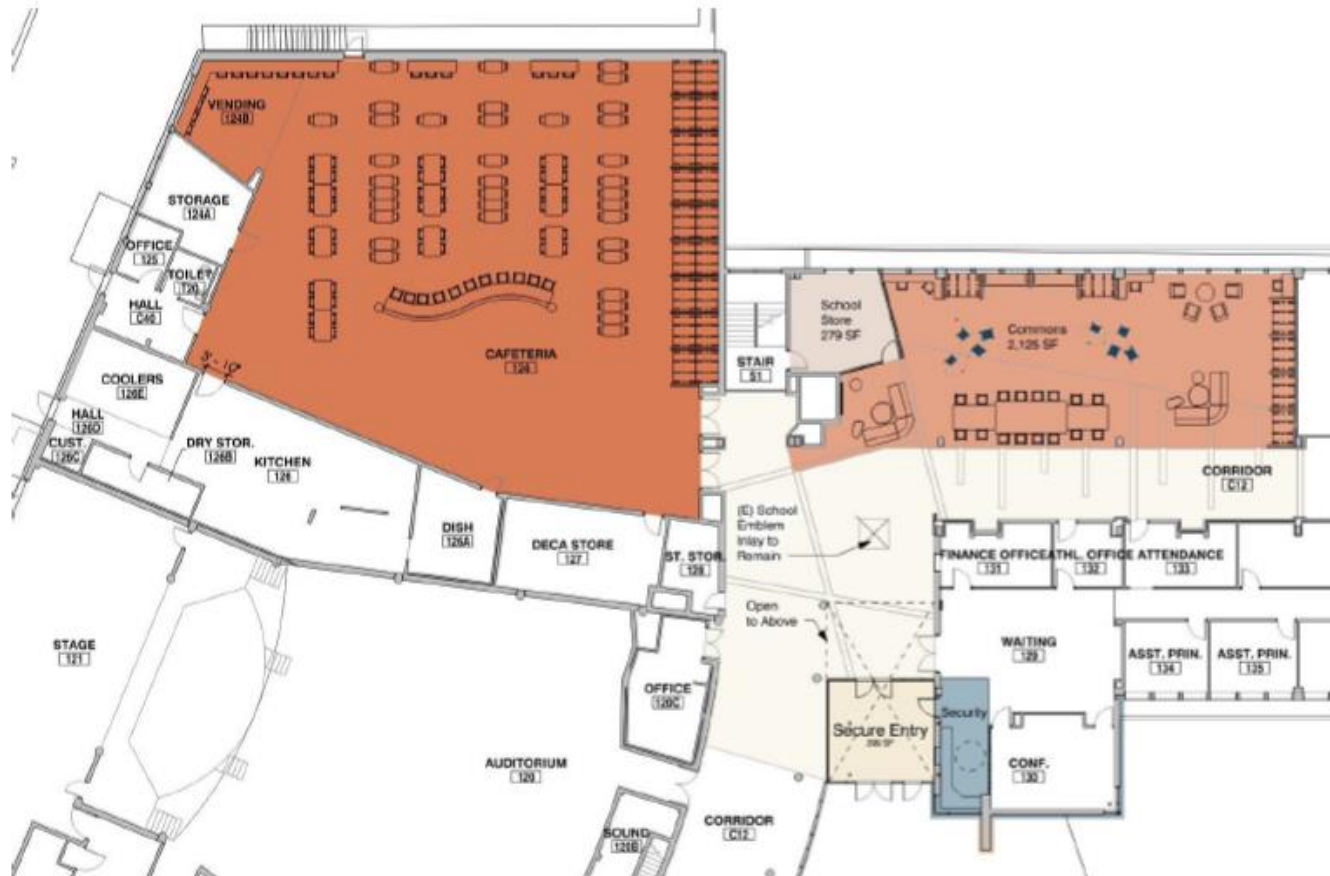 VENDING
124B
STORAGE
124A
OFFICE
125
TOILET
T20
HALL
C40
3'-10"
COOLERS
126E
HALL
126D
CUST.
126C
DRY STOR.
126B
KITCHEN
126
CAFETERIA
124
DISH
126A
DECA STORE
127
ST. STOR.
128
STAIR
S1
School
Store
279 SF
Commons
2,125 SF
CORRIDOR
C12
(E) School
Emblem
Inlay to
Remain
Open
to Above
FINANCE OFFICE
131
ATHL. OFFICE
132
ATTENDANCE
133
WAITING
129
ASST. PRIN.
134
ASST. PRIN.
135
STAGE
121
OFFICE
120C
AUDITORIUM
120
Secure Entry
SF
Security
CONF.
130
SOUND
120B
CORRIDOR
C12